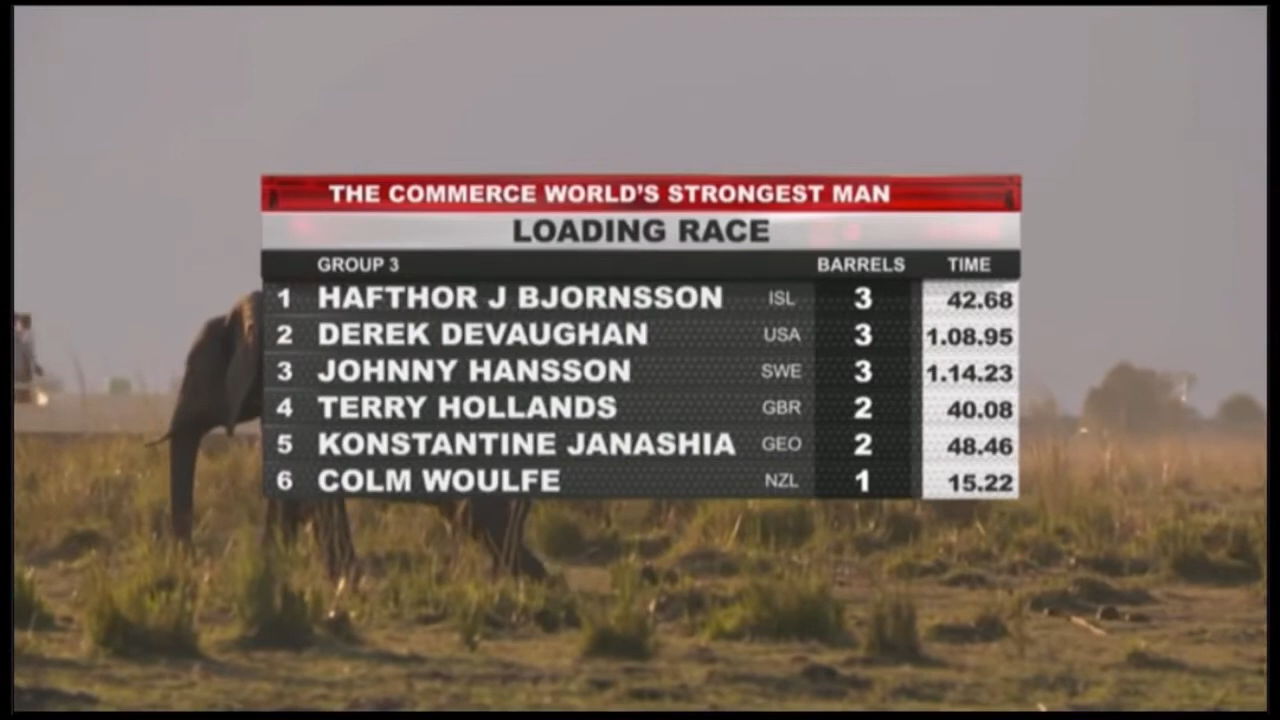 THE COMMERCE WORLD'S STRONGEST MAN
LOADING RACE
GROUP 3 BARRELS TIME
1 HAFTHOR J BJORNSSON ISL 3 42.68
2 DEREK DEVAUGHAN USA 3 1.08.95
3 JOHNNY HANSSON SWE 3 1.14.23
4 TERRY HOLLANDS GBR 2 40.08
5 KONSTANTINE JANASHIA GEO 2 48.46
6 COLM WOULFE NZL 1 15.22